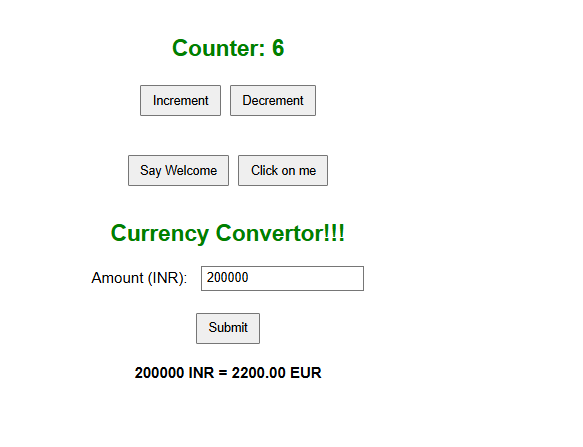 Counter: 6
Increment Decrement
Say Welcome Click on me
Currency Convertor!!!
Amount (INR): 200000
Submit
200000 INR = 2200.00 EUR